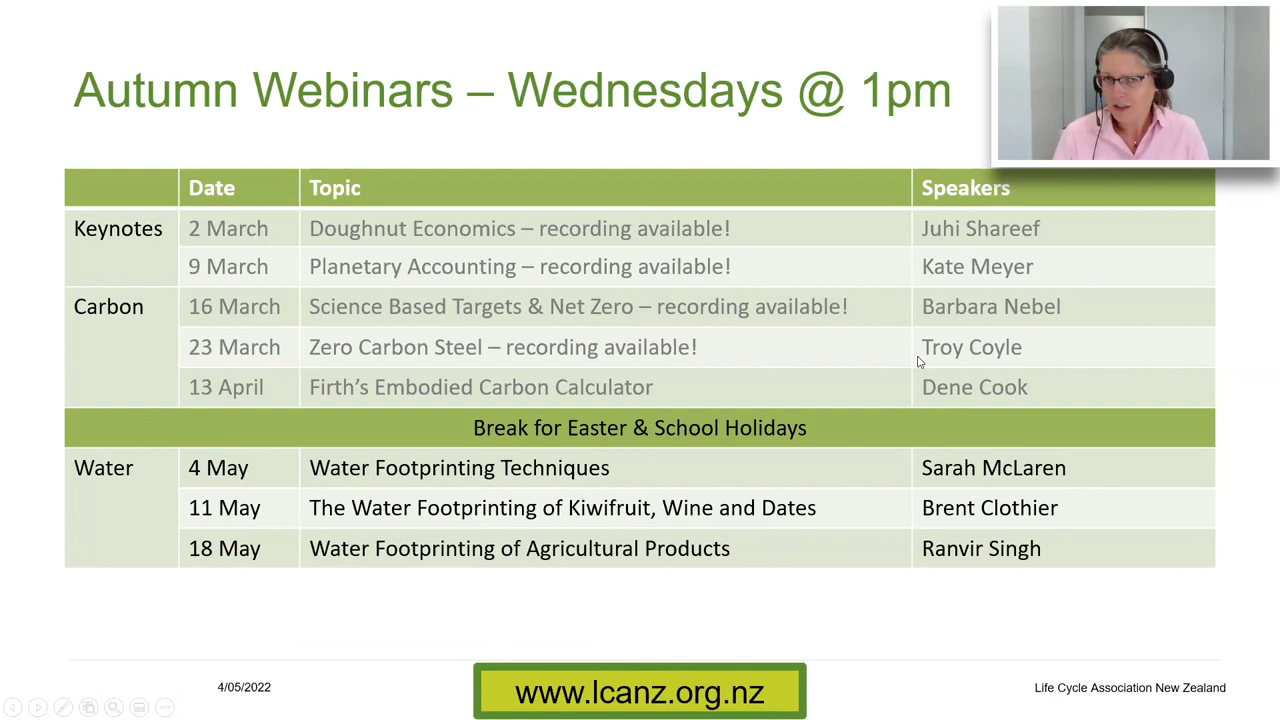 Autumn Webinars – Wednesdays @ 1pm
Date Topic Speakers
Keynotes 2 March Doughnut Economics – recording available! Juhi Shareef
9 March Planetary Accounting – recording available! Kate Meyer
Carbon 16 March Science Based Targets & Net Zero – recording available! Barbara Nebel
23 March Zero Carbon Steel – recording available! Troy Coyle
13 April Firth's Embodied Carbon Calculator Dene Cook
Break for Easter & School Holidays
Water 4 May Water Footprinting Techniques Sarah McLaren
11 May The Water Footprinting of Kiwifruit, Wine and Dates Brent Clothier
18 May Water Footprinting of Agricultural Products Ranvir Singh
4/05/2022 www.lcanz.org.nz Life Cycle Association New Zealand